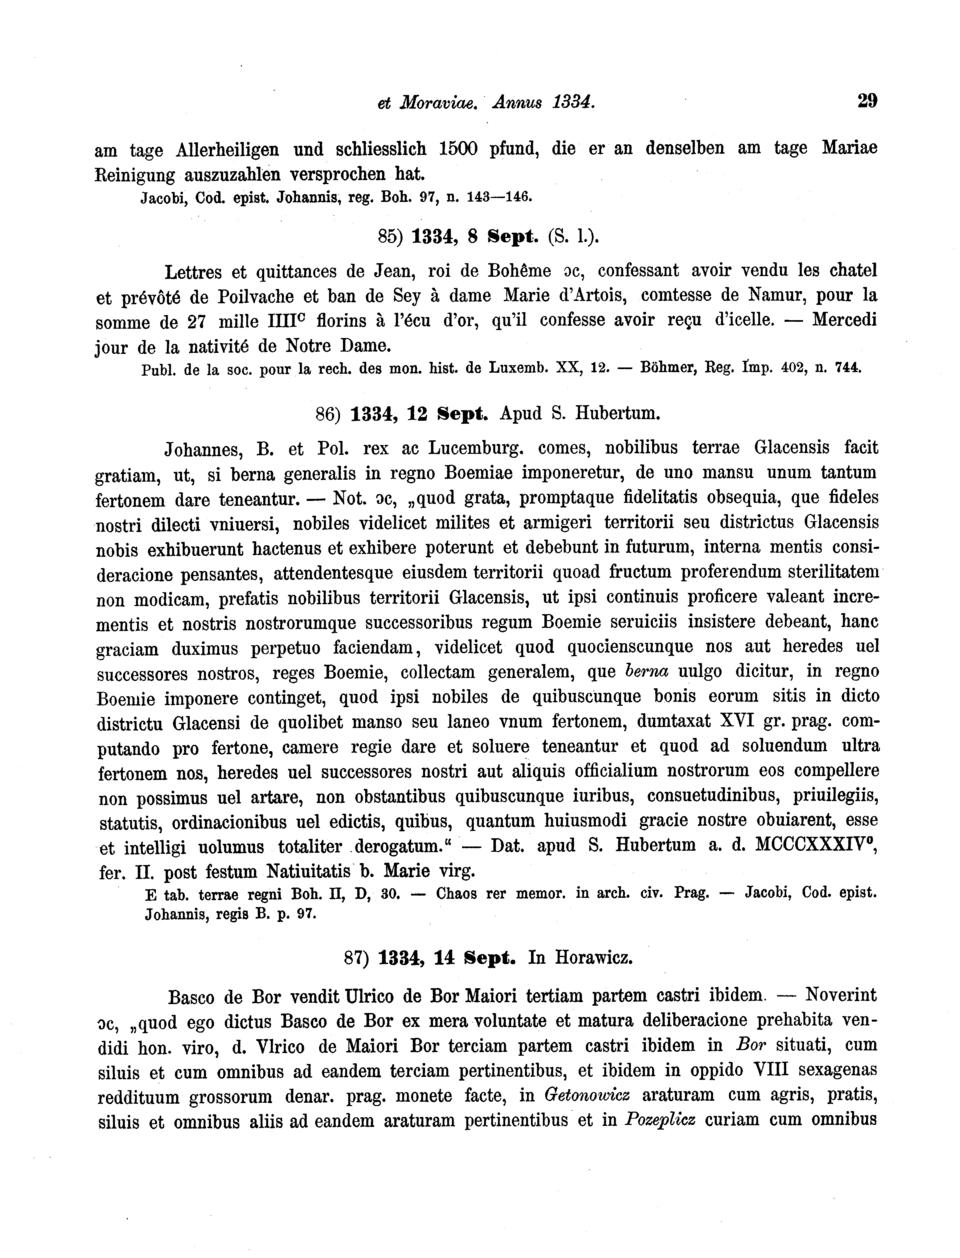 et Moraviae. Annus 1334. 29
am tage Allerheiligen und schliesslich 1500 pfund, die er an denselben am tage Mariae
Reinigung auszuzahlen versprochen hat.
Jacobi, Cod. epist. Johannis, reg. Boh. 97, n. 143—146.
85) 1334, 8 Sept. (S. l.).
Lettres et quittances de Jean, roi de Bohême ↄc, confessant avoir vendu les chatel
et prévôté de Poilvache et ban de Sey à dame Marie d'Artois, comtesse de Namur, pour la
somme de 27 mille IIIIC florins à l'écu d'or, qu'il confesse avoir reçu d'icelle. — Mercedi
jour de la nativité de Notre Dame.
Publ. de la soc. pour la rech. des mon. hist. de Luxemb. XX, 12. — Böhmer, Reg. Imp. 402, n. 744.
86) 1334, 12 Sept. Apud S. Hubertum.
Johannes, B. et Pol. rex ac Lucemburg. comes, nobilibus terrae Glacensis facit
gratiam, ut, si berna generalis in regno Boemiae imponeretur, de uno mansu unum tantum
fertonem dare teneantur. — Not. ↄc, „quod grata, promptaque fidelitatis obsequia, que fideles
nostri dilecti vniuersi, nobiles videlicet milites et armigeri territorii seu districtus Glacensis
nobis exhibuerunt hactenus et exhibere poterunt et debebunt in futurum, interna mentis consi-
deracione pensantes, attendentesque eiusdem territorii quoad fructum proferendum sterilitatem
non modicam, prefatis nobilibus territorii Glacensis, ut ipsi continuis proficere valeant incre-
mentis et nostris nostrorumque successoribus regum Boemie seruiciis insistere debeant, hanc
graciam duximus perpetuo faciendam, videlicet quod quocienscunque nos aut heredes uel
successores nostros, reges Boemie, collectam generalem, que berna uulgo dicitur, in regno
Boemie imponere continget, quod ipsi nobiles de quibuscunque bonis eorum sitis in dicto
districtu Glacensi de quolibet manso seu laneo vnum fertonem, dumtaxat XVI gr. prag. com-
putando pro fertone, camere regie dare et soluere teneantur et quod ad soluendum ultra
fertonem nos, heredes uel successores nostri aut aliquis officialium nostrorum eos compellere
non possimus uel artare, non obstantibus quibuscunque iuribus, consuetudinibus, priuilegiis,
statutis, ordinacionibus uel edictis, quibus, quantum huiusmodi gracie nostre obuiarent, esse
et intelligi uolumus totaliter derogatum." — Dat. apud S. Hubertum a. d. MCCCXXXIVº,
fer. II. post festum Natiuitatis b. Marie virg.
E tab. terrae regni Boh. II, D, 30. — Chaos rer memor. in arch. civ. Prag. — Jacobi, Cod. epist.
Johannis, regis B. p. 97.
87) 1334, 14 Sept. In Horawicz.
Basco de Bor vendit Ulrico de Bor Maiori tertiam partem castri ibidem. — Noverint
ↄc, „quod ego dictus Basco de Bor ex mera voluntate et matura deliberacione prehabita ven-
didi hon. viro, d. Vlrico de Maiori Bor terciam partem castri ibidem in Bor situati, cum
siluis et cum omnibus ad eandem terciam pertinentibus, et ibidem in oppido VIII sexagenas
reddituum grossorum denar. prag. monete facte, in Getonowicz araturam cum agris, pratis,
siluis et omnibus aliis ad eandem araturam pertinentibus et in Pozeplicz curiam cum omnibus